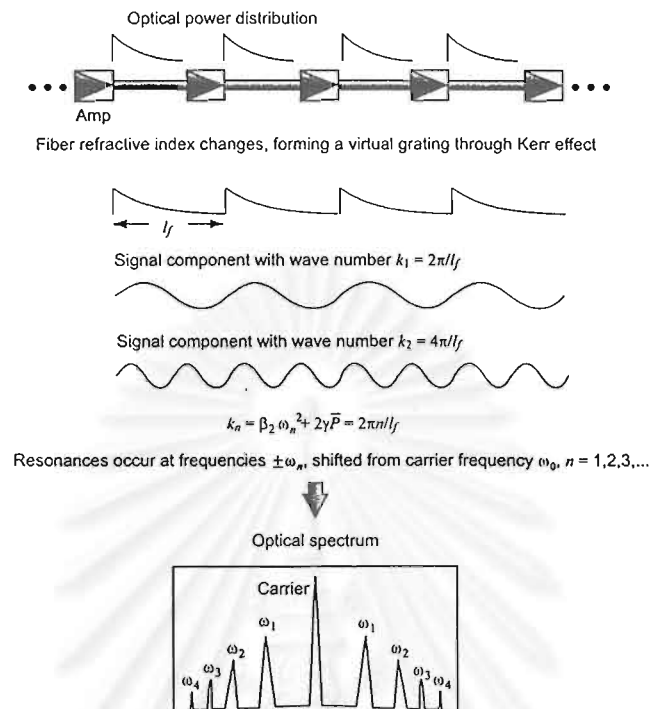 Optical power distribution
Amp
Fiber refractive index changes, forming a virtual grating through Kerr effect
l_f
Signal component with wave number k₁ = 2π/l_f
Signal component with wave number k₂ = 4π/l_f
kₙ = β₂ ωₙ² + 2γP̅ = 2πn/l_f
Resonances occur at frequencies ±ωₙ, shifted from carrier frequency ω₀, n = 1,2,3,...
Optical spectrum
Carrier
ω₄ ω₃ ω₂ ω₁ ω₁ ω₂ ω₃ ω₄